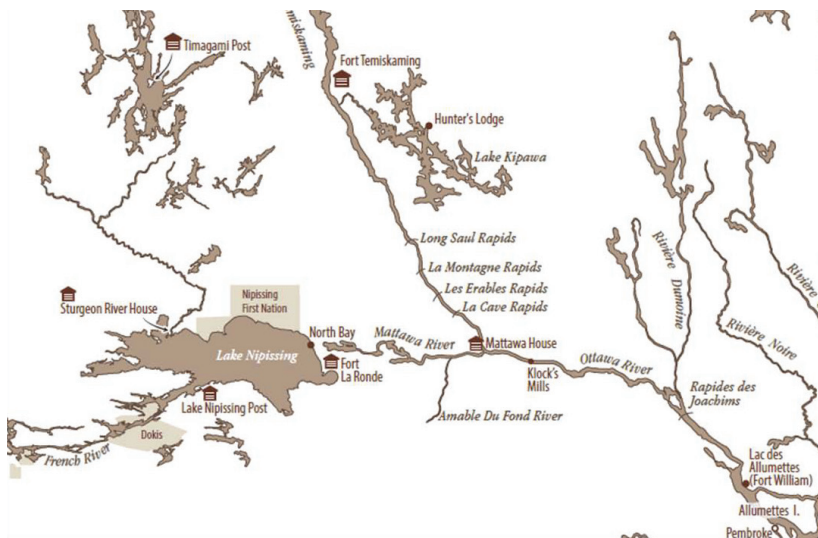 Timagami Post
Temiskaming
Fort Temiskaming
Hunter's Lodge
Lake Kipawa
Long Saul Rapids
La Montagne Rapids
Les Erables Rapids
La Cave Rapids
Rivière Dumoine
Rivière
Rivière Noire
Sturgeon River House
Nipissing
First Nation
North Bay
Mattawa River
Mattawa House
Lake Nipissing
Fort
La Ronde
Klock's
Mills
Ottawa River
Lake Nipissing Post
Amable Du Fond River
Rapides des
Joachims
Dokis
French River
Lac des
Allumettes
(Fort William)
Allumettes I.
Pembroke